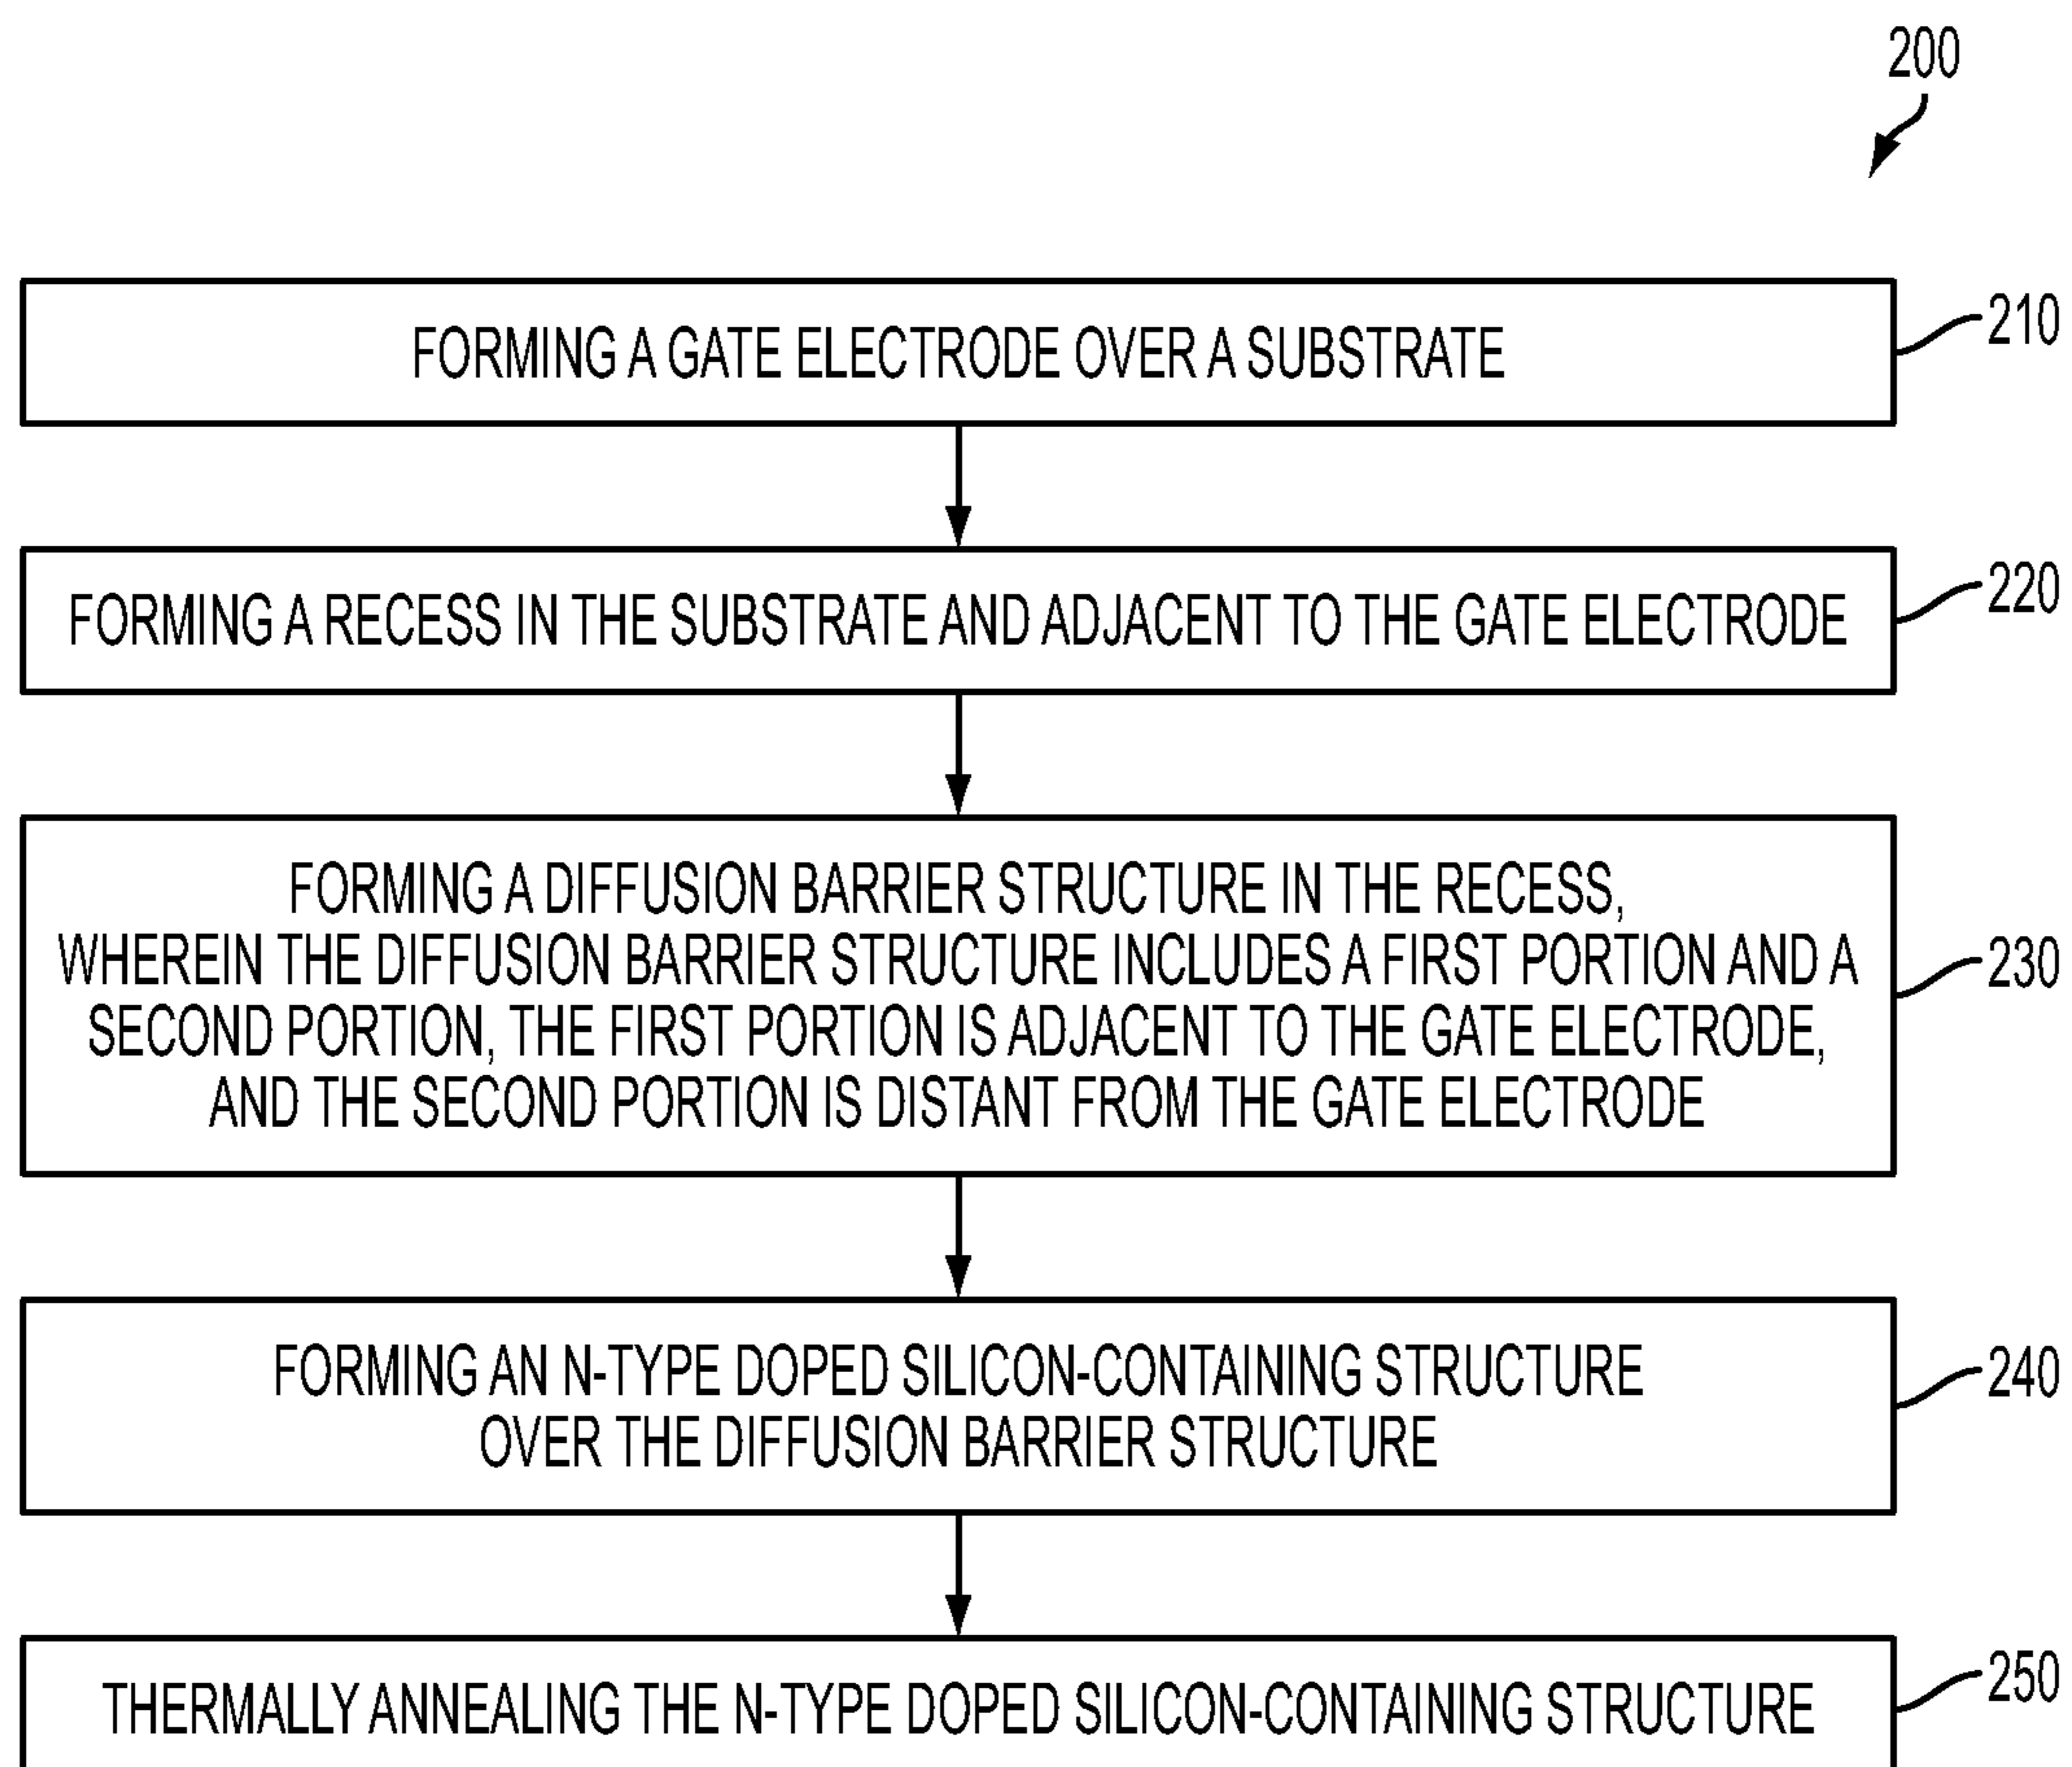 200
FORMING A GATE ELECTRODE OVER A SUBSTRATE
210
FORMING A RECESS IN THE SUBSTRATE AND ADJACENT TO THE GATE ELECTRODE
220
FORMING A DIFFUSION BARRIER STRUCTURE IN THE RECESS,
WHEREIN THE DIFFUSION BARRIER STRUCTURE INCLUDES A FIRST PORTION AND A
SECOND PORTION, THE FIRST PORTION IS ADJACENT TO THE GATE ELECTRODE,
AND THE SECOND PORTION IS DISTANT FROM THE GATE ELECTRODE
230
FORMING AN N-TYPE DOPED SILICON-CONTAINING STRUCTURE
OVER THE DIFFUSION BARRIER STRUCTURE
240
THERMALLY ANNEALING THE N-TYPE DOPED SILICON-CONTAINING STRUCTURE
250